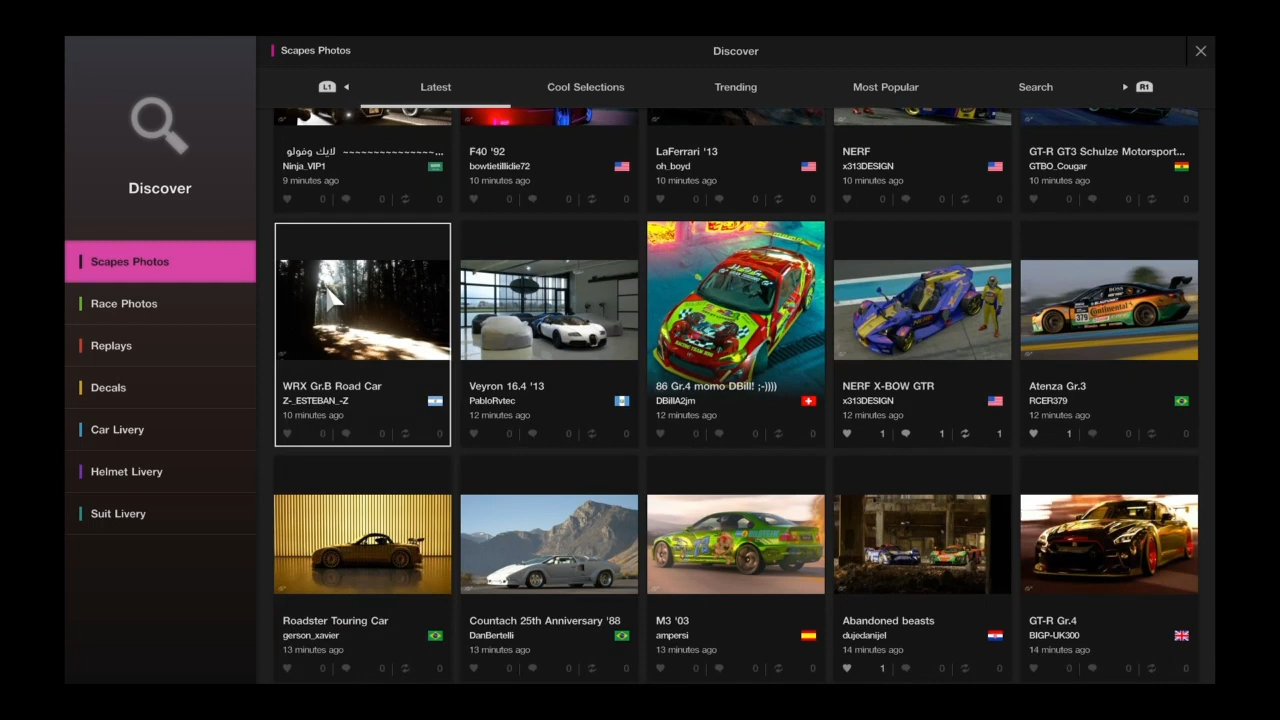 Scapes Photos
Discover
L1
Latest
Cool Selections
Trending
Most Popular
Search
R1
Discover
Scapes Photos
Race Photos
Replays
Decals
Car Livery
Helmet Livery
Suit Livery
لايك وفولو ~~~~~~~~~~~~~~~...
Ninja_VIP1
9 minutes ago
0 0 0
F40 '92
bowtietillidie72
10 minutes ago
0 0 0
LaFerrari '13
oh_boyd
10 minutes ago
0 0 0
NERF
x313DESIGN
10 minutes ago
0 0 0
GT-R GT3 Schulze Motorsport...
GTBO_Cougar
10 minutes ago
0 0 0
WRX Gr.B Road Car
Z-_ESTEBAN_-Z
10 minutes ago
0 0 0
Veyron 16.4 '13
PabloRvtec
12 minutes ago
0 0 0
86 Gr.4 momo DBill! ;-))))
DBillA2jm
12 minutes ago
0 0 0
NERF X-BOW GTR
x313DESIGN
12 minutes ago
1 1 1
BOSS
BLAUPUNKT
Continental
379
Atenza Gr.3
RCER379
12 minutes ago
1 0 0
Roadster Touring Car
gerson_xavier
13 minutes ago
0 0 0
Countach 25th Anniversary '88
DanBertelli
13 minutes ago
0 0 0
M3 '03
ampersi
13 minutes ago
0 0 0
Abandoned beasts
dujedanijel
14 minutes ago
1 0 0
GT-R Gr.4
BIGP-UK300
14 minutes ago
0 0 0